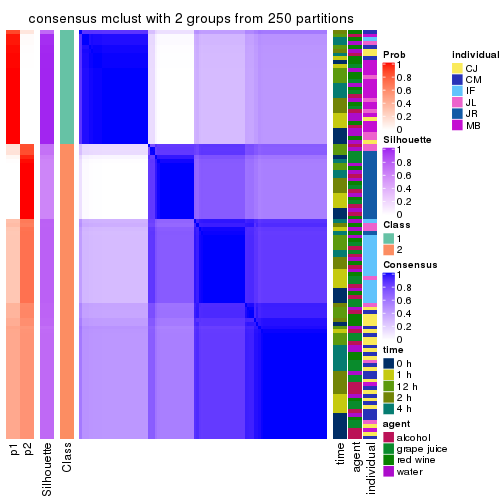 consensus mclust with 2 groups from 250 partitions
Prob
1
0.8
0.6
0.4
0.2
0
Silhouette
1
0.8
0.6
0.4
0.2
0
Class
1
2
Consensus
1
0.8
0.6
0.4
0.2
0
time
0 h
1 h
12 h
2 h
4 h
agent
alcohol
grape juice
red wine
water
individual
CJ
CM
IF
JL
JR
MB
p1
p2
Silhouette
Class
time
agent
individual